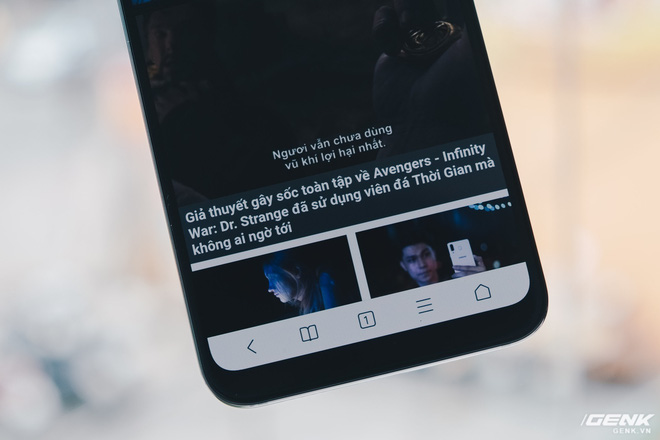 Ngươi vẫn chưa dùng
vũ khí lợi hại nhất.
Giả thuyết gây sốc toàn tập về Avengers - Infinity
War: Dr. Strange đã sử dụng viên đá Thời Gian mà
không ai ngờ tới
1
GENK
GENK.VN